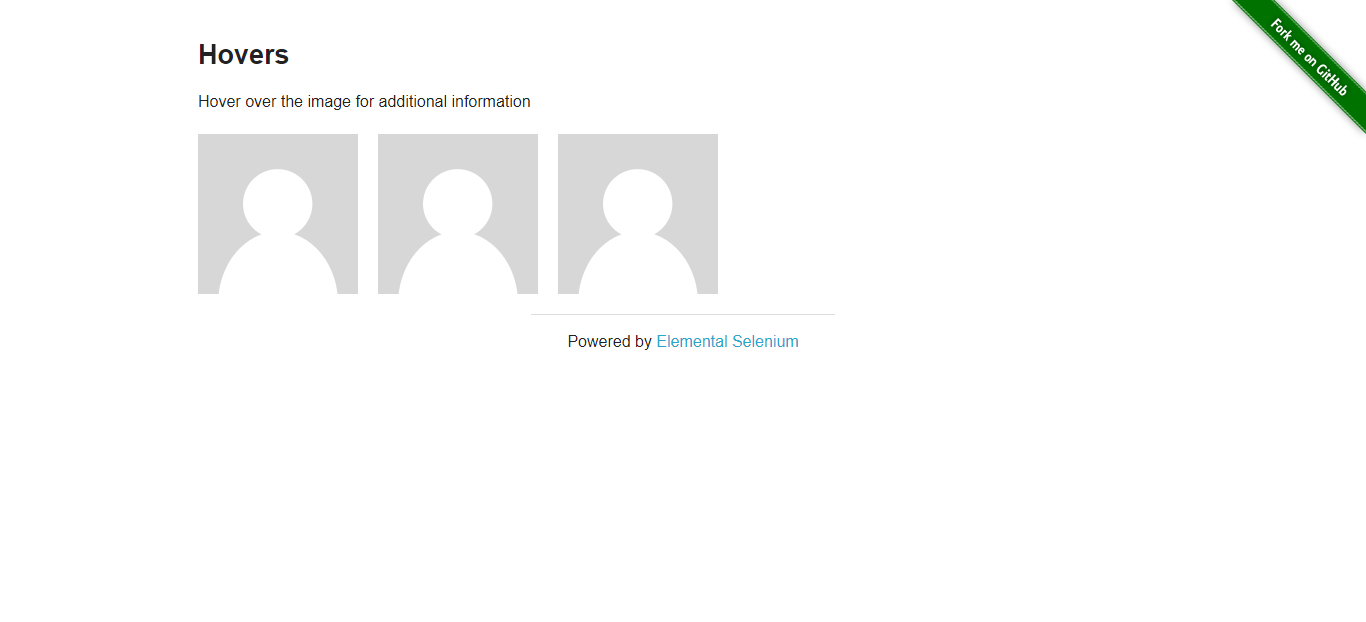 Hovers
Fork me on GitHub
Hover over the image for additional information
Powered by Elemental Selenium